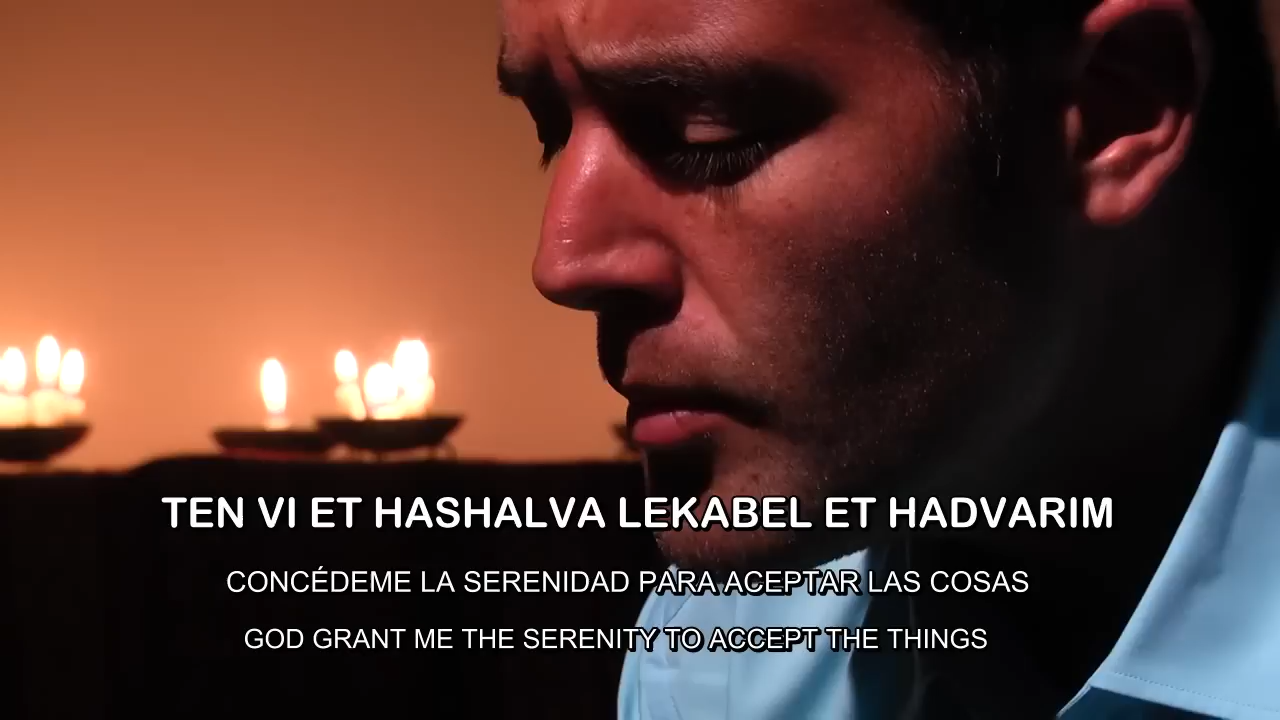 TEN VI ET HASHALVA LEKABEL ET HADVARIM
CONCÉDEME LA SERENIDAD PARA ACEPTAR LAS COSAS
GOD GRANT ME THE SERENITY TO ACCEPT THE THINGS